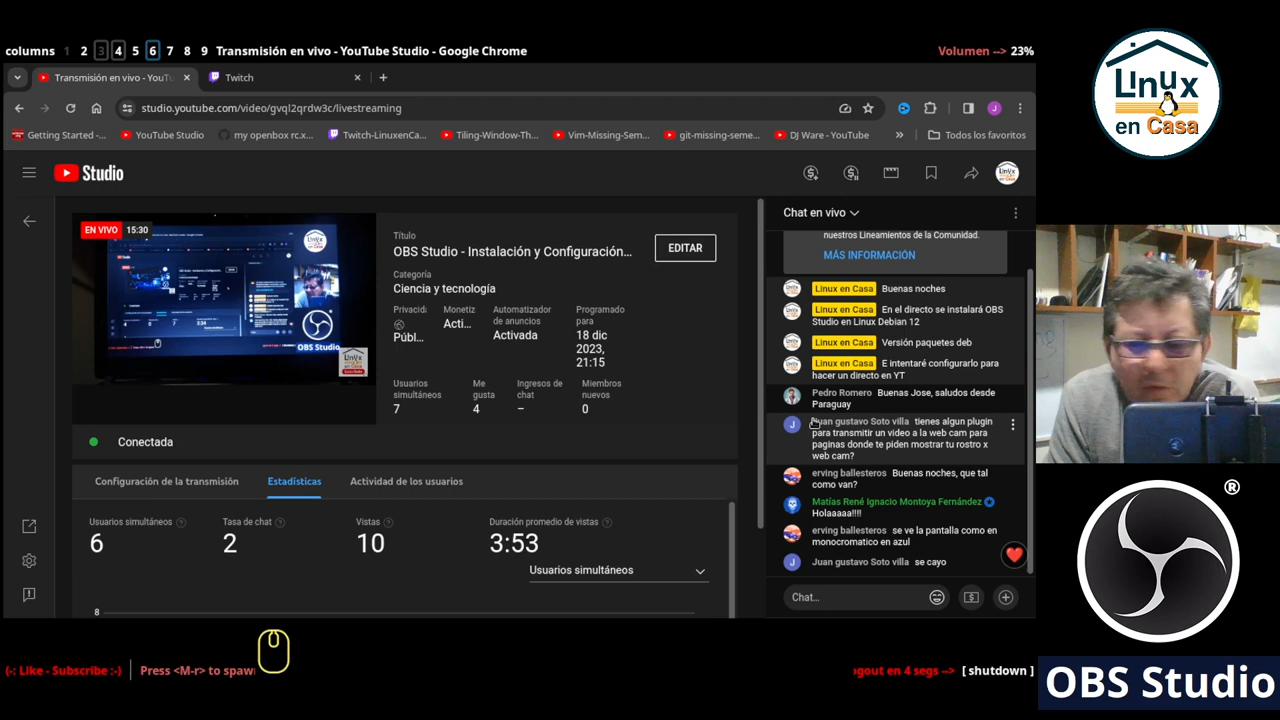 columns 1 2 3 4 5 6 7 8 9 Transmisión en vivo - YouTube Studio - Google Chrome
Volumen --> 23%
Transmisión en vivo - YouT
Twitch
studio.youtube.com/video/gvql2qrdw3c/livestreaming
Getting Started -...
YouTube Studio
my openbox rc.x...
Twitch-LinuxenCa...
Tiling-Window-Th...
Vim-Missing-Sem...
git-missing-seme...
DJ Ware - YouTube
Todos los favoritos
Studio
EN VIVO 15:30
OBS Studio
Título
OBS Studio - Instalación y Configuración...
EDITAR
Categoría
Ciencia y tecnología
Privacid:
Públ...
Monetiz
Acti...
Automatizador
de anuncios
Activada
Programado
para
18 dic
2023,
21:15
Usuarios
simultáneos
7
Me
gusta
4
Ingresos de
chat
–
Miembros
nuevos
0
Conectada
Configuración de la transmisión
Estadísticas
Actividad de los usuarios
Usuarios simultáneos
6
Tasa de chat
2
Vistas
10
Duración promedio de vistas
3:53
Usuarios simultáneos
8
Chat en vivo
nuestros Lineamientos de la Comunidad.
MÁS INFORMACIÓN
Linux en Casa Buenas noches
Linux en Casa En el directo se instalará OBS
Studio en Linux Debian 12
Linux en Casa Versión paquetes deb
Linux en Casa E intentaré configurarlo para
hacer un directo en YT
Pedro Romero Buenas Jose, saludos desde
Paraguay
J Juan gustavo Soto villa tienes algun plugin
para transmitir un video a la web cam para
paginas donde te piden mostrar tu rostro x
web cam?
erving ballesteros Buenas noches, que tal
como van?
Matías René Ignacio Montoya Fernández
Holaaaaa!!!!
erving ballesteros se ve la pantalla como en
monocromatico en azul
J Juan gustavo Soto villa se cayo
Chat...
(-: Like - Subscribe :-)
Press <M-r> to spaw
ogout en 4 segs --> [ shutdown ]
Linux
en Casa
®
OBS Studio